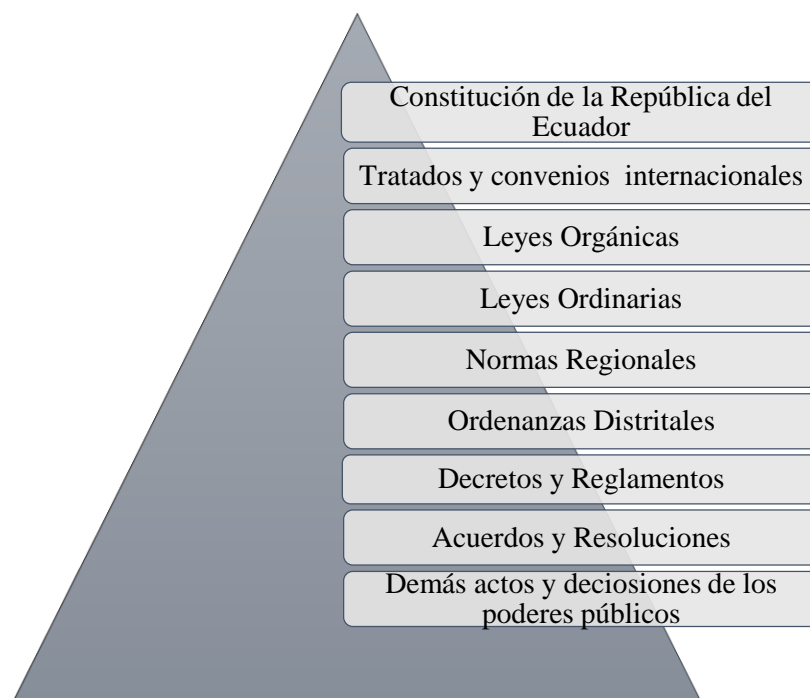 Constitución de la República del
Ecuador
Tratados y convenios internacionales
Leyes Orgánicas
Leyes Ordinarias
Normas Regionales
Ordenanzas Distritales
Decretos y Reglamentos
Acuerdos y Resoluciones
Demás actos y deciosiones de los
poderes públicos